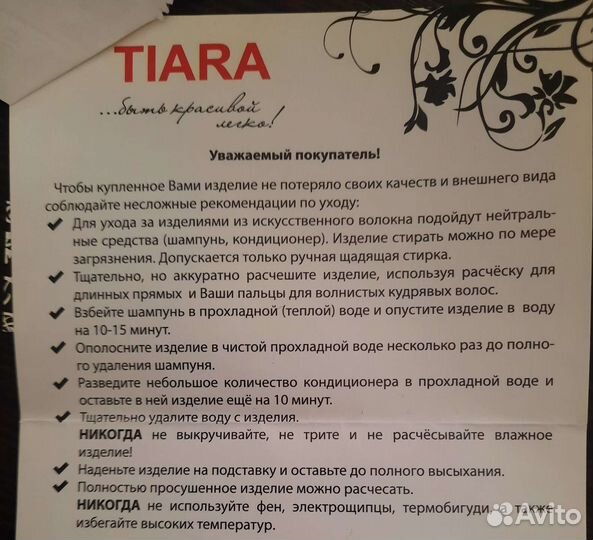 TIARA
...быть красивой
легко!
Уважаемый покупатель!
Чтобы купленное Вами изделие не потеряло своих качеств и внешнего вида
соблюдайте несложные рекомендации по уходу:
✔ Для ухода за изделиями из искусственного волокна подойдут нейтраль-
ные средства (шампунь, кондиционер). Изделие стирать можно по мере
загрязнения. Допускается только ручная щадящая стирка.
✔ Тщательно, но аккуратно расчешите изделие, используя расчёску для
длинных прямых и Ваши пальцы для волнистых кудрявых волос.
✔ Взбейте шампунь в прохладной (теплой) воде и опустите изделие в воду
на 10-15 минут.
✔ Ополосните изделие в чистой прохладной воде несколько раз до полно-
го удаления шампуня.
✔ Разведите небольшое количество кондиционера в прохладной воде и
оставьте в ней изделие ещё на 10 минут.
✔ Тщательно удалите воду с изделия.
НИКОГДА не выкручивайте, не трите и не расчёсывайте влажное
изделие!
✔ Наденьте изделие на подставку и оставьте до полного высыхания.
✔ Полностью просушенное изделие можно расчесать.
НИКОГДА не используйте фен, электрощипцы, термобигуди, а также
избегайте высоких температур.
Avito